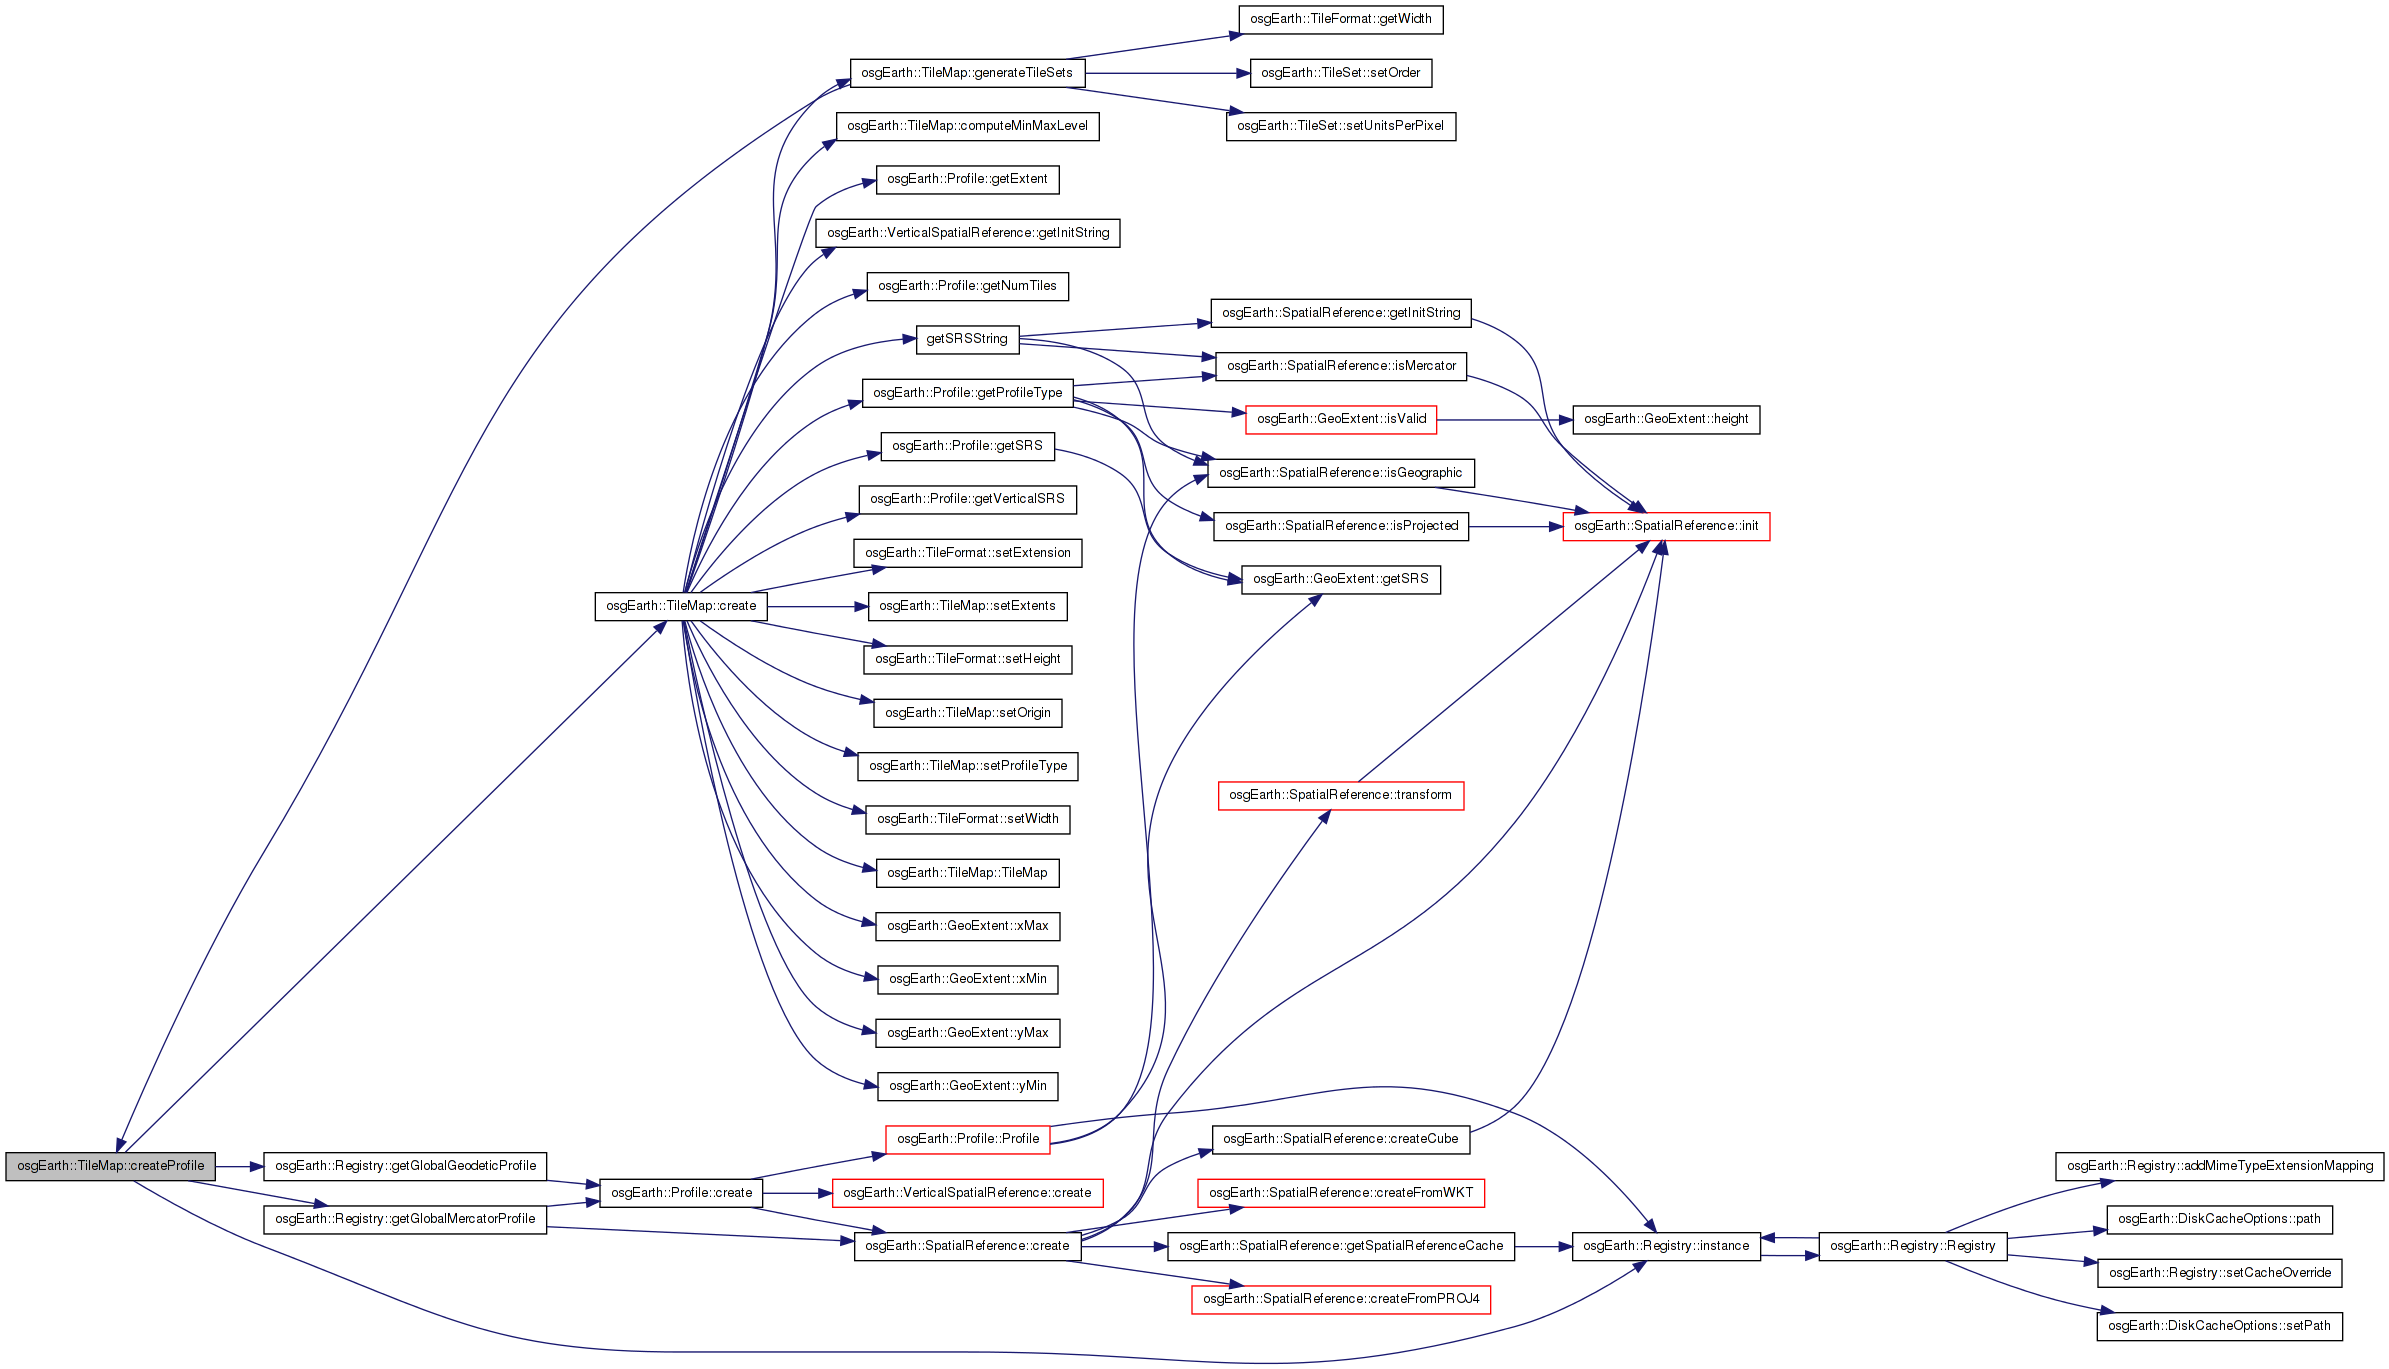 osgEarth::TileFormat::getWidth
osgEarth::TileMap::generateTileSets
osgEarth::TileSet::setOrder
osgEarth::TileMap::computeMinMaxLevel
osgEarth::TileSet::setUnitsPerPixel
osgEarth::Profile::getExtent
osgEarth::VerticalSpatialReference::getInitString
osgEarth::Profile::getNumTiles
osgEarth::SpatialReference::getInitString
getSRSString
osgEarth::SpatialReference::isMercator
osgEarth::Profile::getProfileType
osgEarth::GeoExtent::isValid
osgEarth::GeoExtent::height
osgEarth::Profile::getSRS
osgEarth::SpatialReference::isGeographic
osgEarth::Profile::getVerticalSRS
osgEarth::SpatialReference::isProjected
osgEarth::SpatialReference::init
osgEarth::TileFormat::setExtension
osgEarth::GeoExtent::getSRS
osgEarth::TileMap::create
osgEarth::TileMap::setExtents
osgEarth::TileFormat::setHeight
osgEarth::TileMap::setOrigin
osgEarth::TileMap::setProfileType
osgEarth::SpatialReference::transform
osgEarth::TileFormat::setWidth
osgEarth::TileMap::TileMap
osgEarth::GeoExtent::xMax
osgEarth::GeoExtent::xMin
osgEarth::GeoExtent::yMax
osgEarth::GeoExtent::yMin
osgEarth::Profile::Profile
osgEarth::SpatialReference::createCube
osgEarth::TileMap::createProfile
osgEarth::Registry::getGlobalGeodeticProfile
osgEarth::Registry::addMimeTypeExtensionMapping
osgEarth::Profile::create
osgEarth::VerticalSpatialReference::create
osgEarth::SpatialReference::createFromWKT
osgEarth::Registry::getGlobalMercatorProfile
osgEarth::DiskCacheOptions::path
osgEarth::SpatialReference::create
osgEarth::SpatialReference::getSpatialReferenceCache
osgEarth::Registry::instance
osgEarth::Registry::Registry
osgEarth::Registry::setCacheOverride
osgEarth::SpatialReference::createFromPROJ4
osgEarth::DiskCacheOptions::setPath